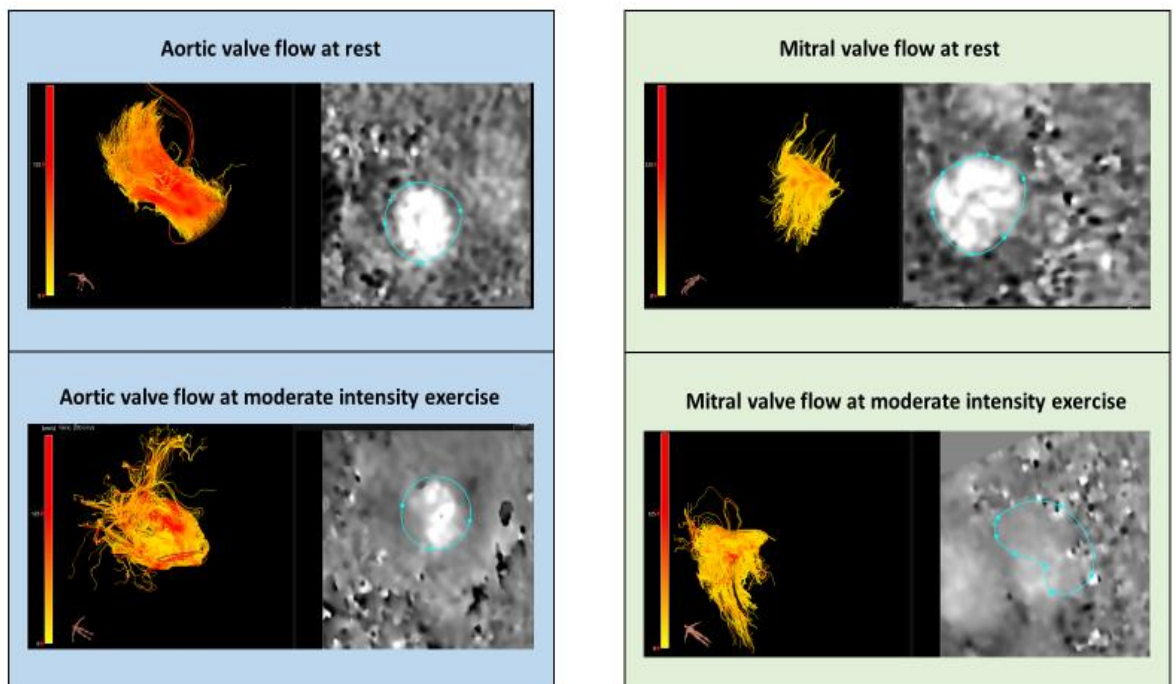 Aortic valve flow at rest
Mitral valve flow at rest
Aortic valve flow at moderate intensity exercise
Mitral valve flow at moderate intensity exercise